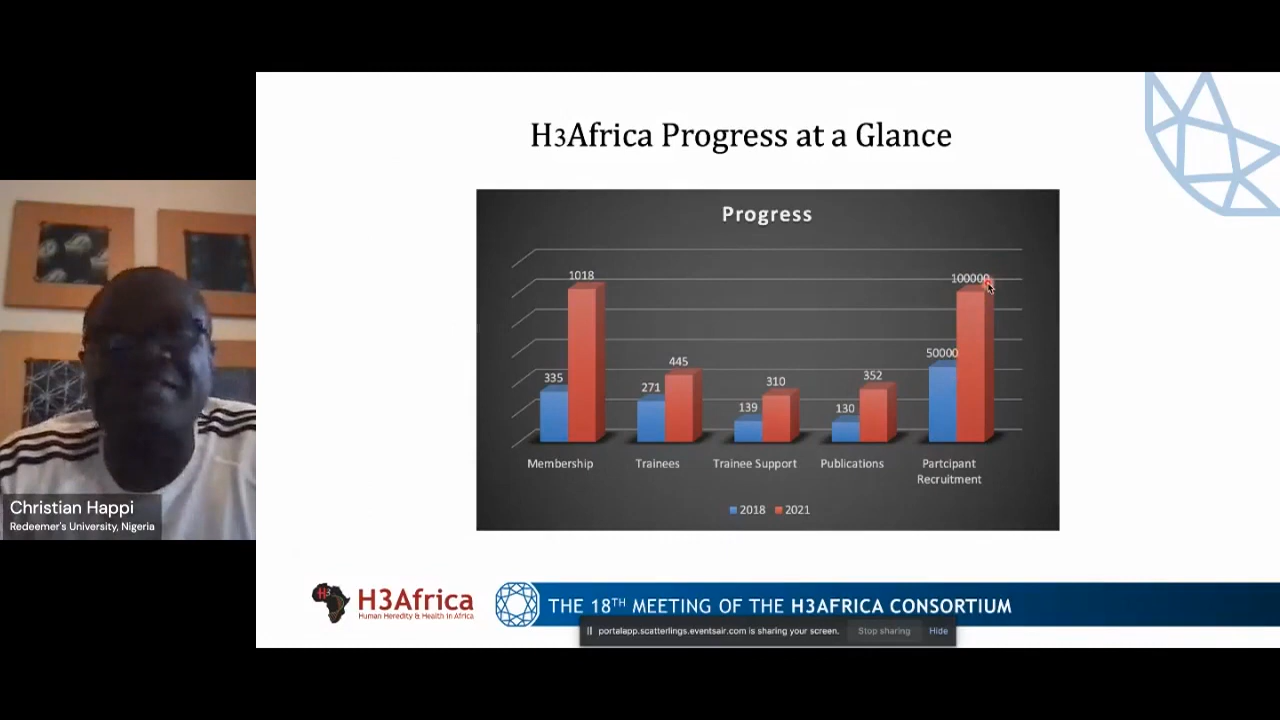 H3Africa Progress at a Glance
Progress
1018
100000
50000
445
335
352
310
271
139
130
Membership
Trainees
Trainee Support
Publications
Partcipant
Recruitment
2018
2021
Christian Happi
Redeemer's University, Nigeria
H3
H3Africa
Human Heredity & Health in Africa
THE 18TH MEETING OF THE H3AFRICA CONSORTIUM
portalapp.scatterlings.eventsair.com is sharing your screen.
Stop sharing
Hide